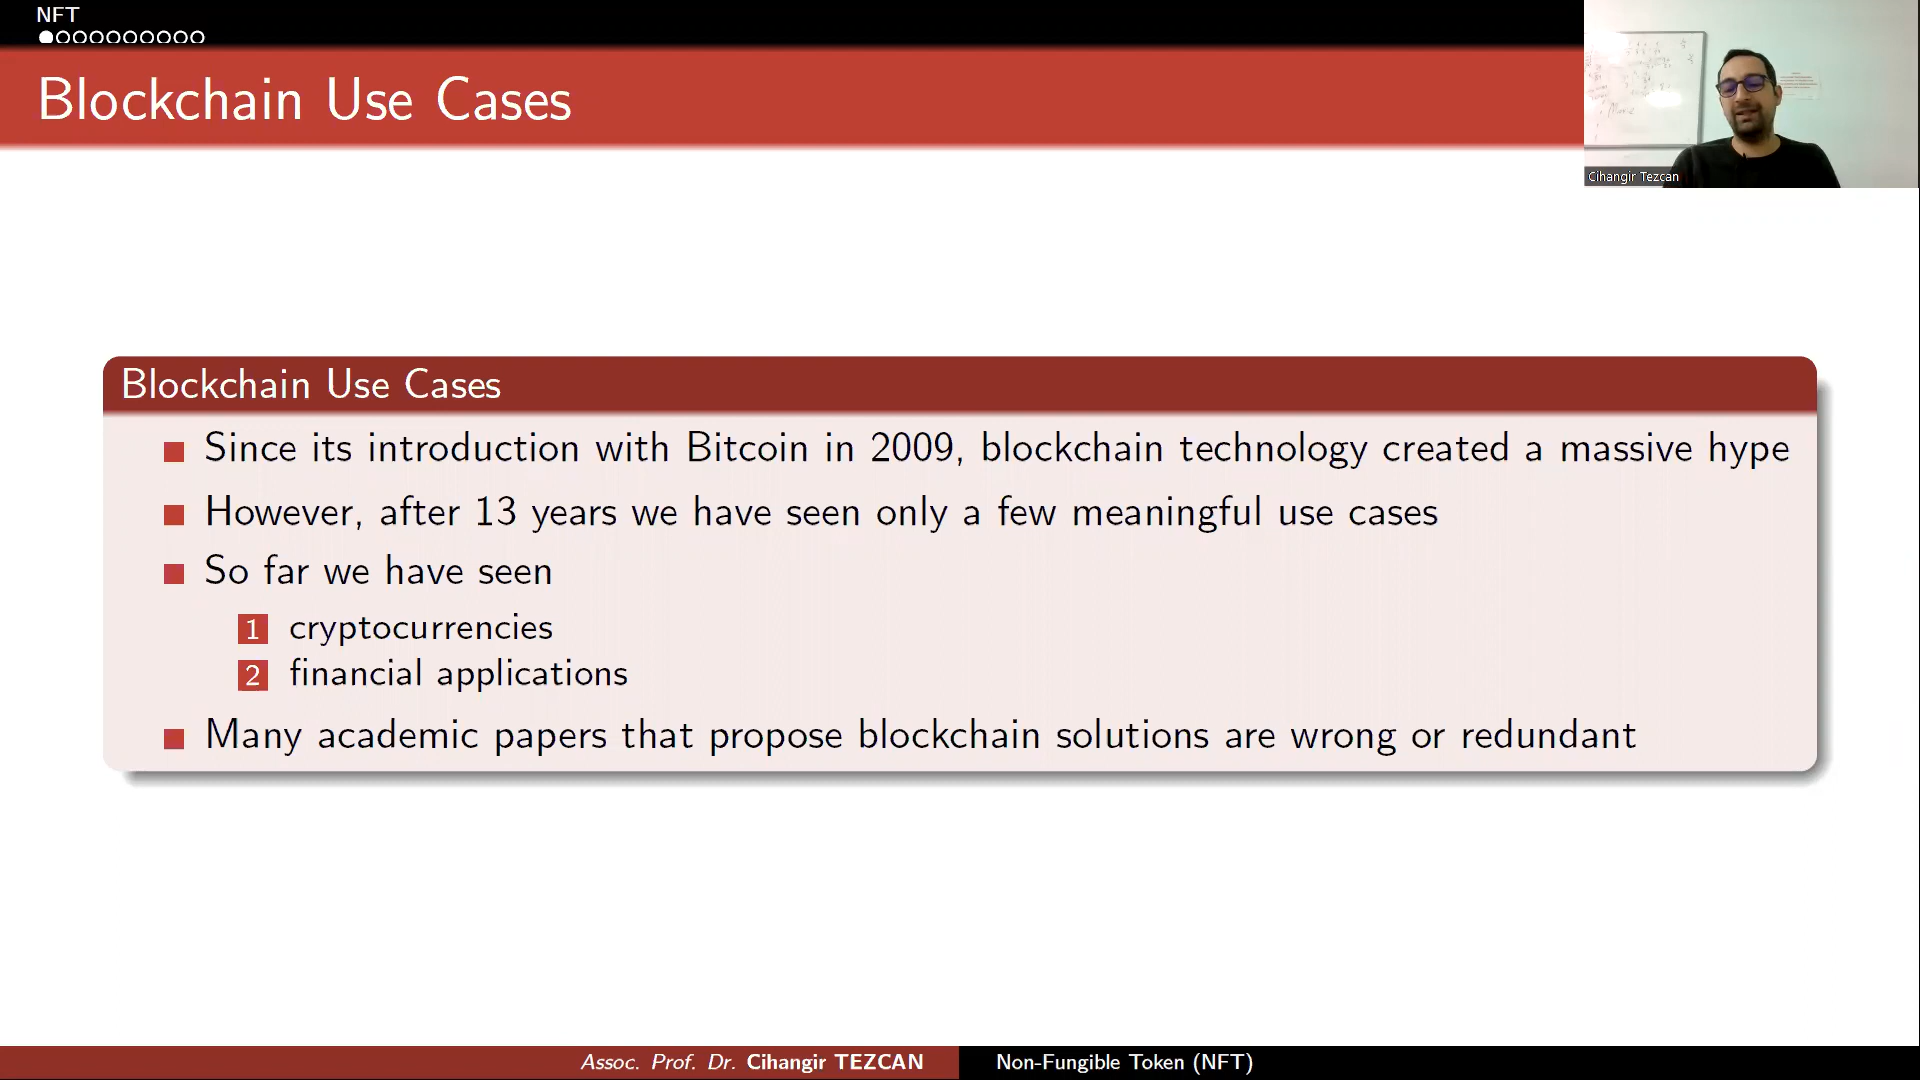 NFT
Blockchain Use Cases
Cihangir Tezcan
Blockchain Use Cases
Since its introduction with Bitcoin in 2009, blockchain technology created a massive hype
However, after 13 years we have seen only a few meaningful use cases
So far we have seen
1 cryptocurrencies
2 financial applications
Many academic papers that propose blockchain solutions are wrong or redundant
Assoc. Prof. Dr. Cihangir TEZCAN
Non-Fungible Token (NFT)